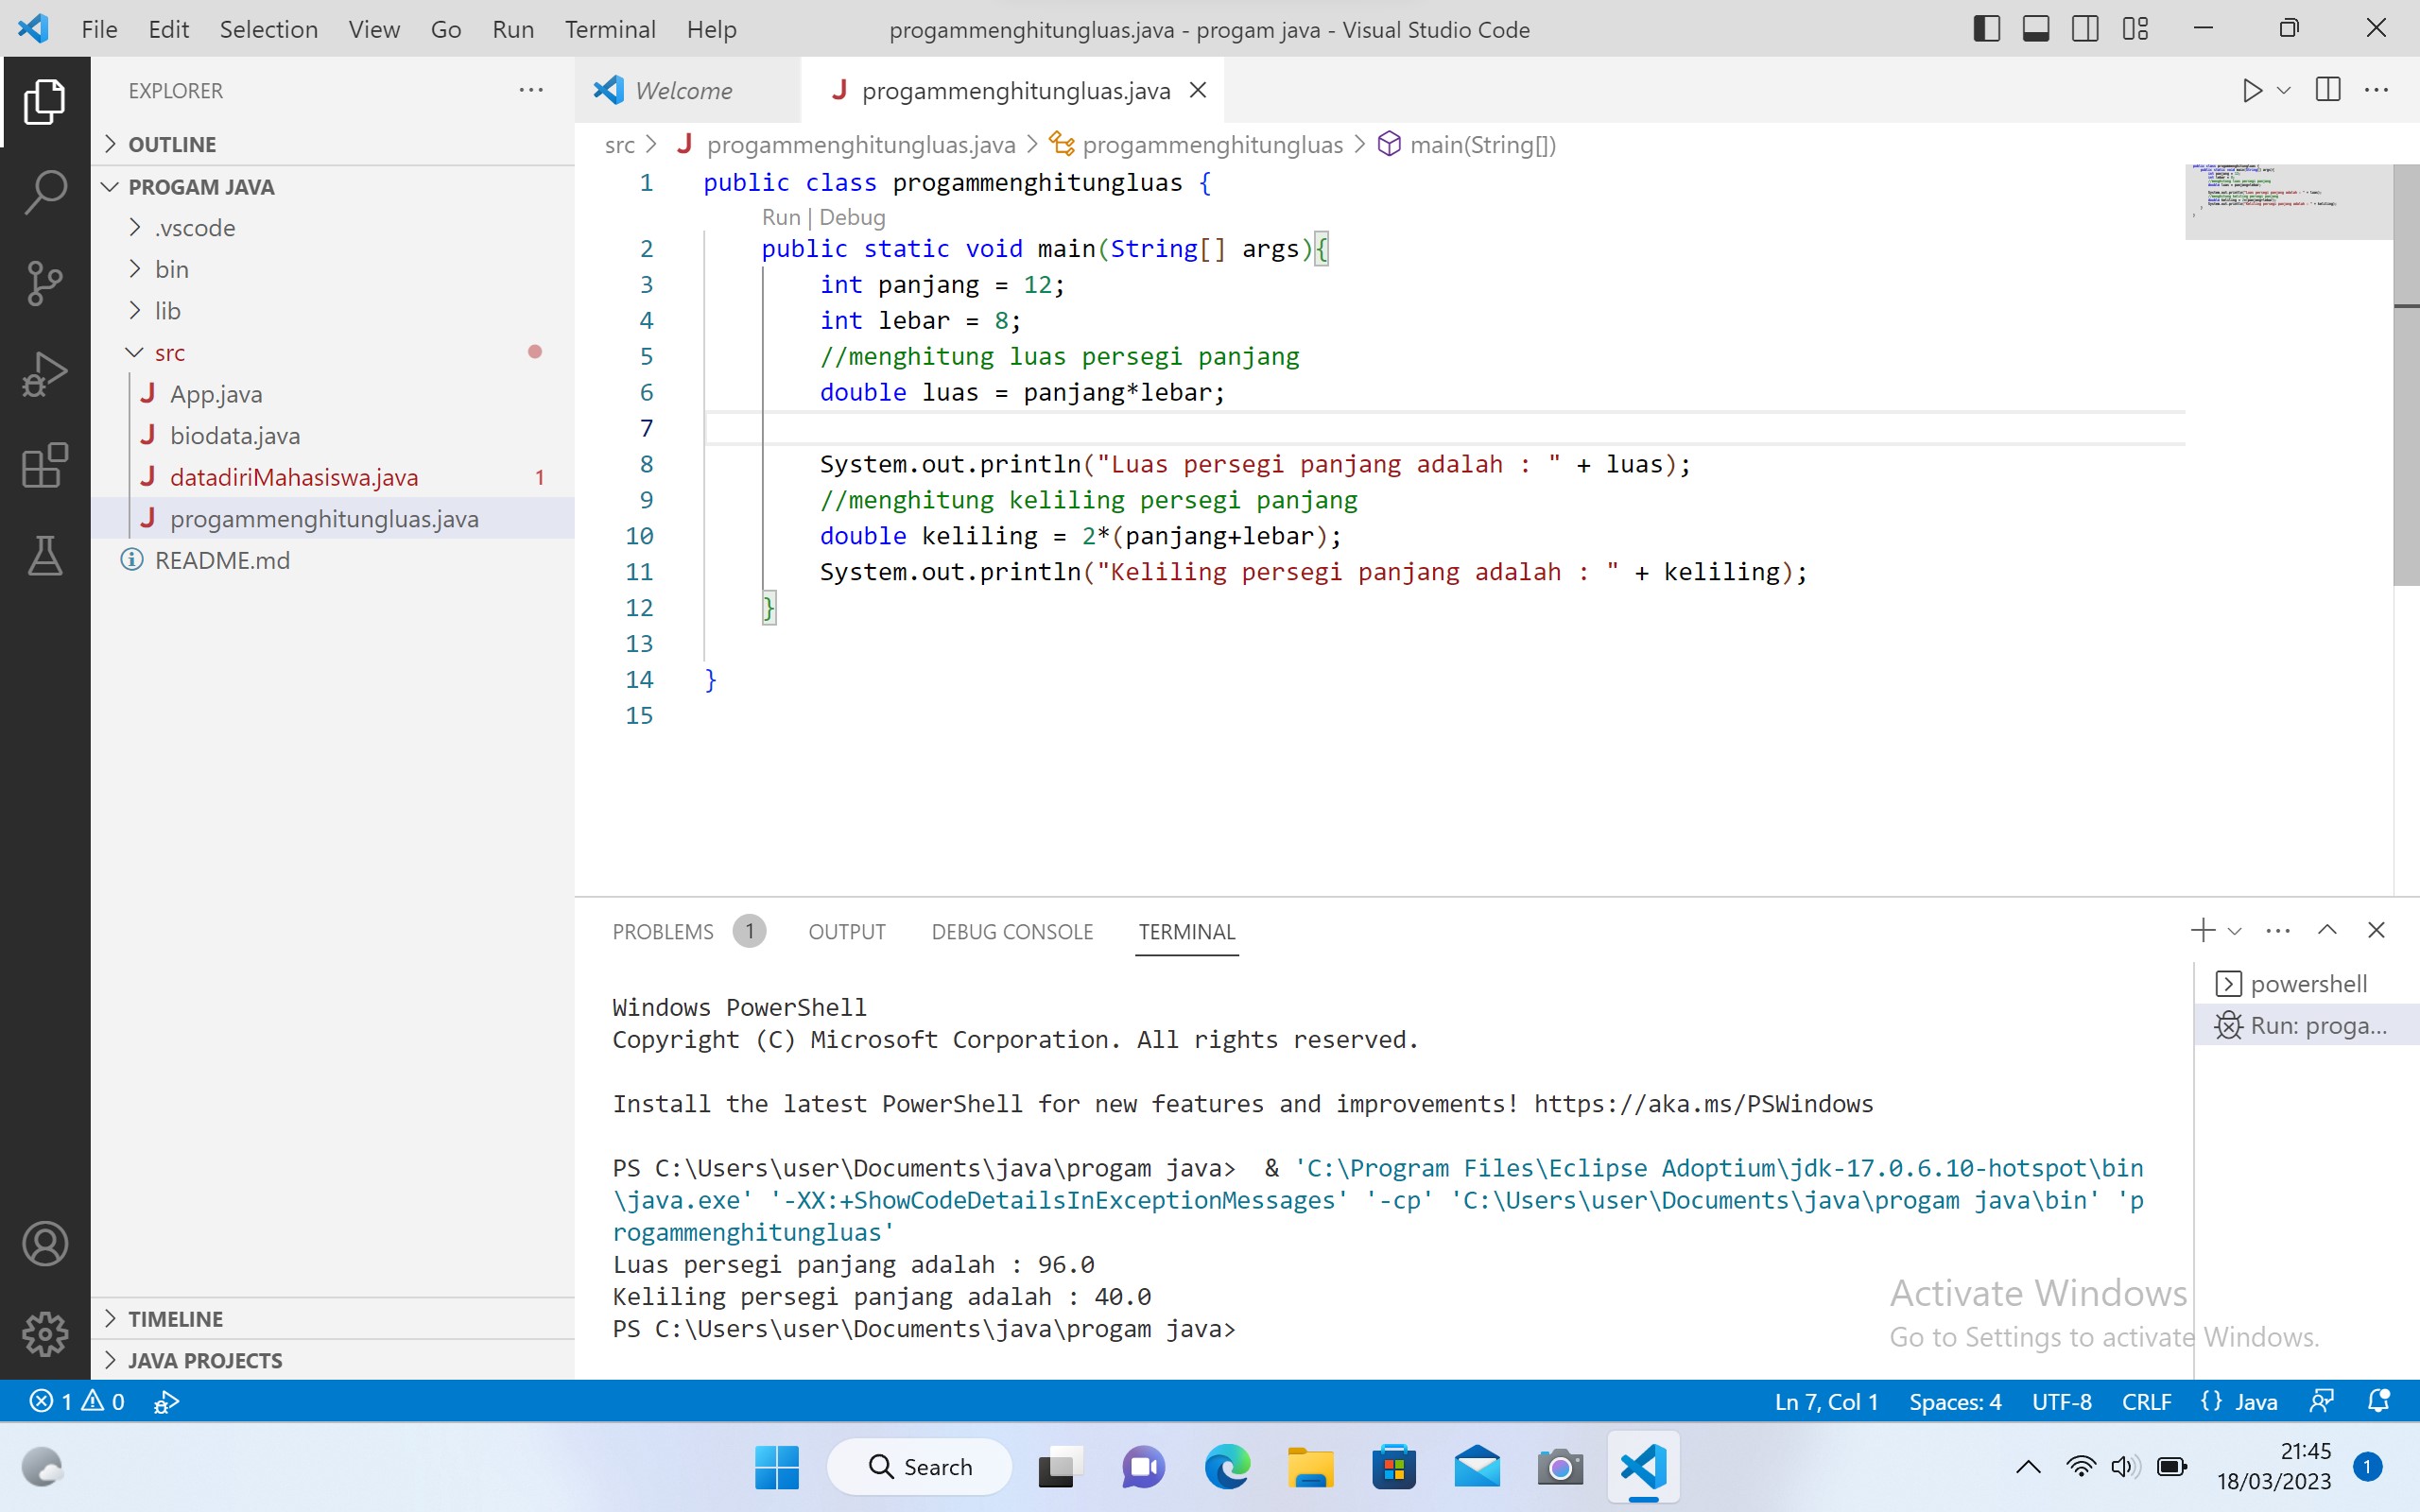 File Edit Selection View Go Run Terminal Help
progammenghitungluas.java - progam java - Visual Studio Code
EXPLORER
OUTLINE
PROGAM JAVA
.vscode
bin
lib
src
J App.java
J biodata.java
J datadiriMahasiswa.java 1
J progammenghitungluas.java
README.md
TIMELINE
JAVA PROJECTS
Welcome
J progammenghitungluas.java
src > J progammenghitungluas.java > progammenghitungluas > main(String[])
1 public class progammenghitungluas {
Run | Debug
2 public static void main(String[] args){
3 int panjang = 12;
4 int lebar = 8;
5 //menghitung luas persegi panjang
6 double luas = panjang*lebar;
7
8 System.out.println("Luas persegi panjang adalah : " + luas);
9 //menghitung keliling persegi panjang
10 double keliling = 2*(panjang+lebar);
11 System.out.println("Keliling persegi panjang adalah : " + keliling);
12 }
13
14 }
15
PROBLEMS 1 OUTPUT DEBUG CONSOLE TERMINAL
Windows PowerShell
Copyright (C) Microsoft Corporation. All rights reserved.
Install the latest PowerShell for new features and improvements! https://aka.ms/PSWindows
PS C:\Users\user\Documents\java\progam java>  & 'C:\Program Files\Eclipse Adoptium\jdk-17.0.6.10-hotspot\bin
\java.exe' '-XX:+ShowCodeDetailsInExceptionMessages' '-cp' 'C:\Users\user\Documents\java\progam java\bin' 'p
rogammenghitungluas'
Luas persegi panjang adalah : 96.0
Keliling persegi panjang adalah : 40.0
PS C:\Users\user\Documents\java\progam java>
powershell
Run: proga...
Activate Windows
Go to Settings to activate Windows.
1 0
Ln 7, Col 1 Spaces: 4 UTF-8 CRLF {} Java
Search
21:45
18/03/2023
1